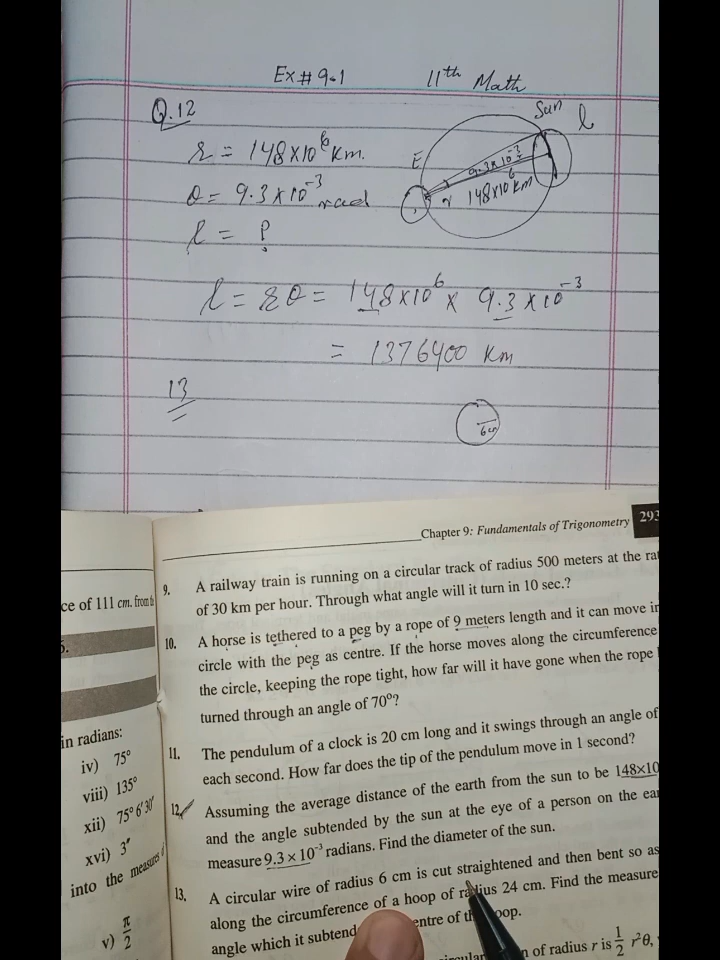 Ex # 9.1 11th Math
Q.12
Sun l
r = 148×10⁶ Km.
E
9.3×10⁻³
θ = 9.3×10⁻³ rad
r 148×10⁶ km
l = ?
l = rθ = 148×10⁶ × 9.3×10⁻³
= 1376400 Km
13
6cm
Chapter 9: Fundamentals of Trigonometry 293
9. A railway train is running on a circular track of radius 500 meters at the
of 30 km per hour. Through what angle will it turn in 10 sec.?
10. A horse is tethered to a peg by a rope of 9 meters length and it can move
circle with the peg as centre. If the horse moves along the circumference
the circle, keeping the rope tight, how far will it have gone when the rope
turned through an angle of 70°?
11. The pendulum of a clock is 20 cm long and it swings through an angle of
each second. How far does the tip of the pendulum move in 1 second?
12. Assuming the average distance of the earth from the sun to be 148×10
and the angle subtended by the sun at the eye of a person on the
measure 9.3 × 10⁻³ radians. Find the diameter of the sun.
13. A circular wire of radius 6 cm is cut straightened and then bent so as
along the circumference of a hoop of radius 24 cm. Find the measure
angle which it
of radius r is 1/2 r²θ,
ce of 111 cm. from
in radians:
iv) 75°
viii) 135°
xii) 75° 6′ 30″
xvi) 3″
into the measures
v) π/2